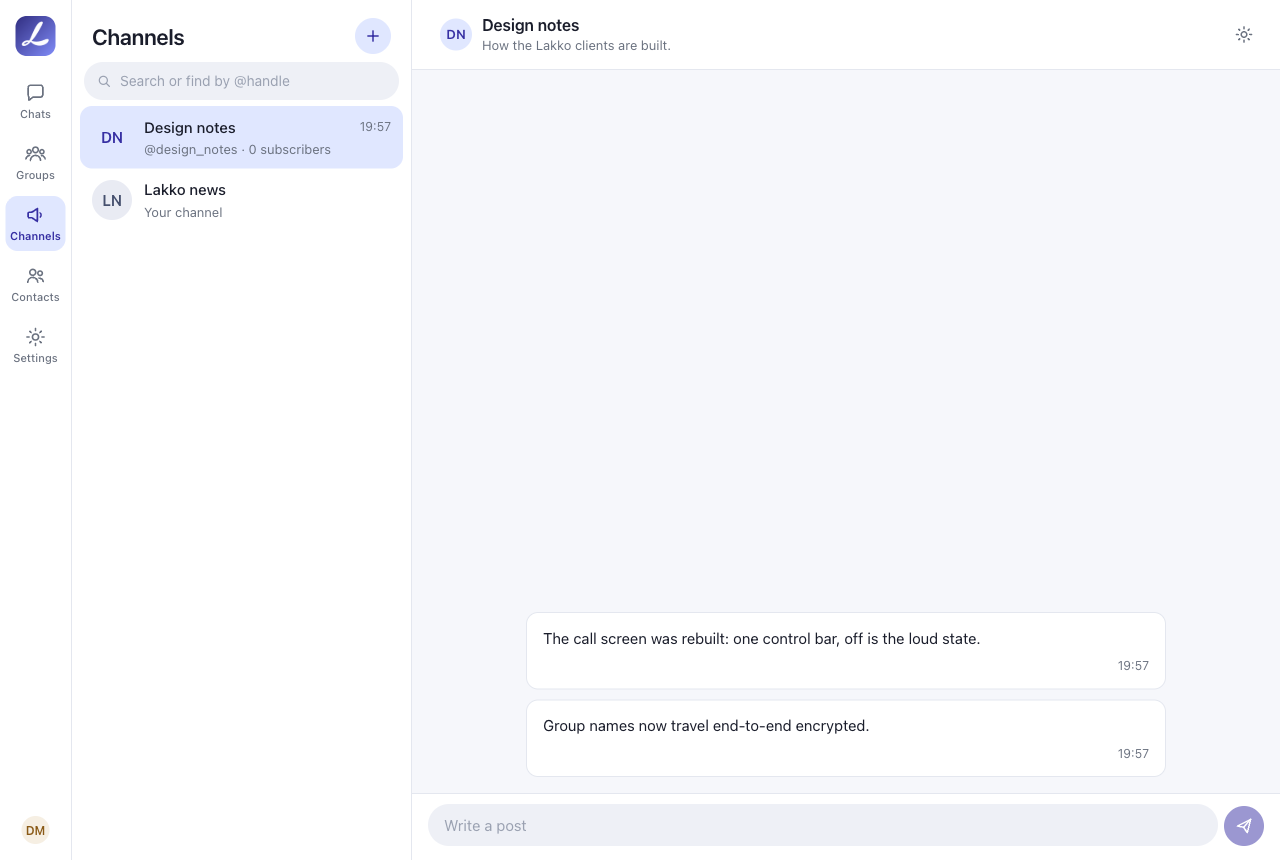 Chats
Groups
Channels
Contacts
Settings
DM
Channels
Search or find by @handle
DN
Design notes
19:57
@design_notes · 0 subscribers
LN
Lakko news
Your channel
DN
Design notes
How the Lakko clients are built.
The call screen was rebuilt: one control bar, off is the loud state.
19:57
Group names now travel end-to-end encrypted.
19:57
Write a post